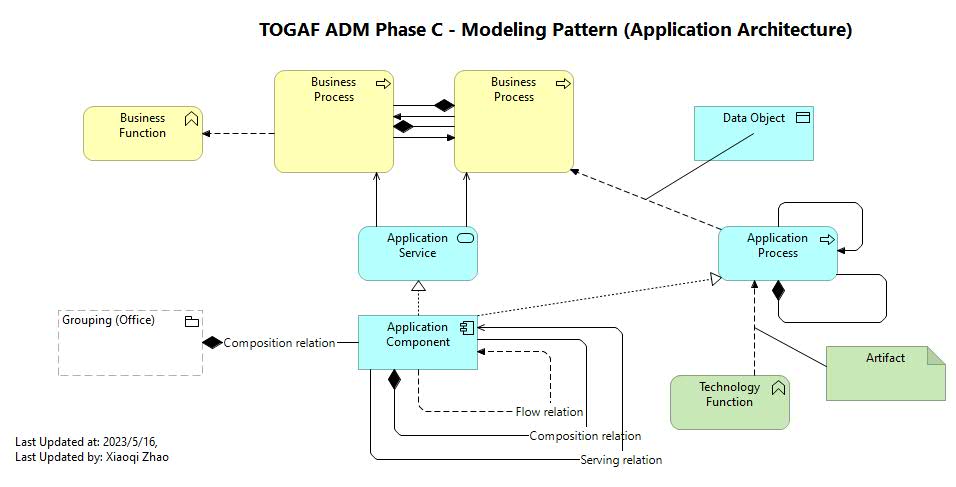 TOGAF ADM Phase C - Modeling Pattern (Application Architecture)
Business
Process
Business
Process
Business
Function
Data Object
Application
Service
Application
Process
Grouping (Office)
Composition relation
Application
Component
Artifact
Technology
Function
Flow relation
Composition relation
Serving relation
Last Updated at: 2023/5/16,
Last Updated by: Xiaoqi Zhao